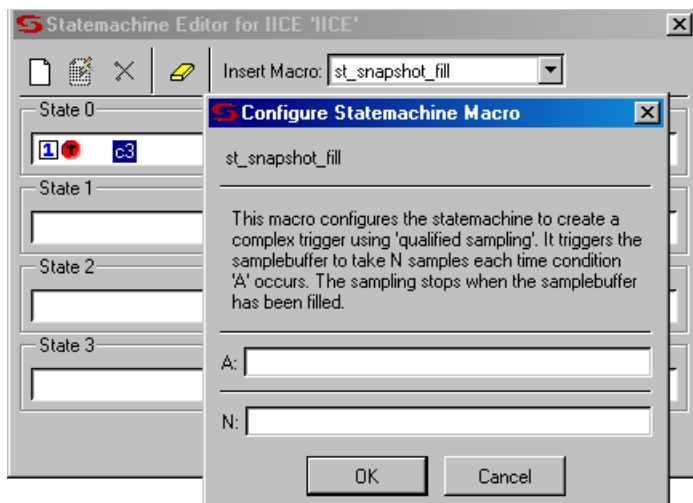 Statemachine Editor for IICE 'IICE'
Insert Macro: st_snapshot_fill
State 0
1 T c3
State 1
State 2
State 3
Configure Statemachine Macro
st_snapshot_fill
This macro configures the statemachine to create a
complex trigger using 'qualified sampling'. It triggers the
samplebuffer to take N samples each time condition
'A' occurs. The sampling stops when the samplebuffer
has been filled.
A:
N:
OK Cancel